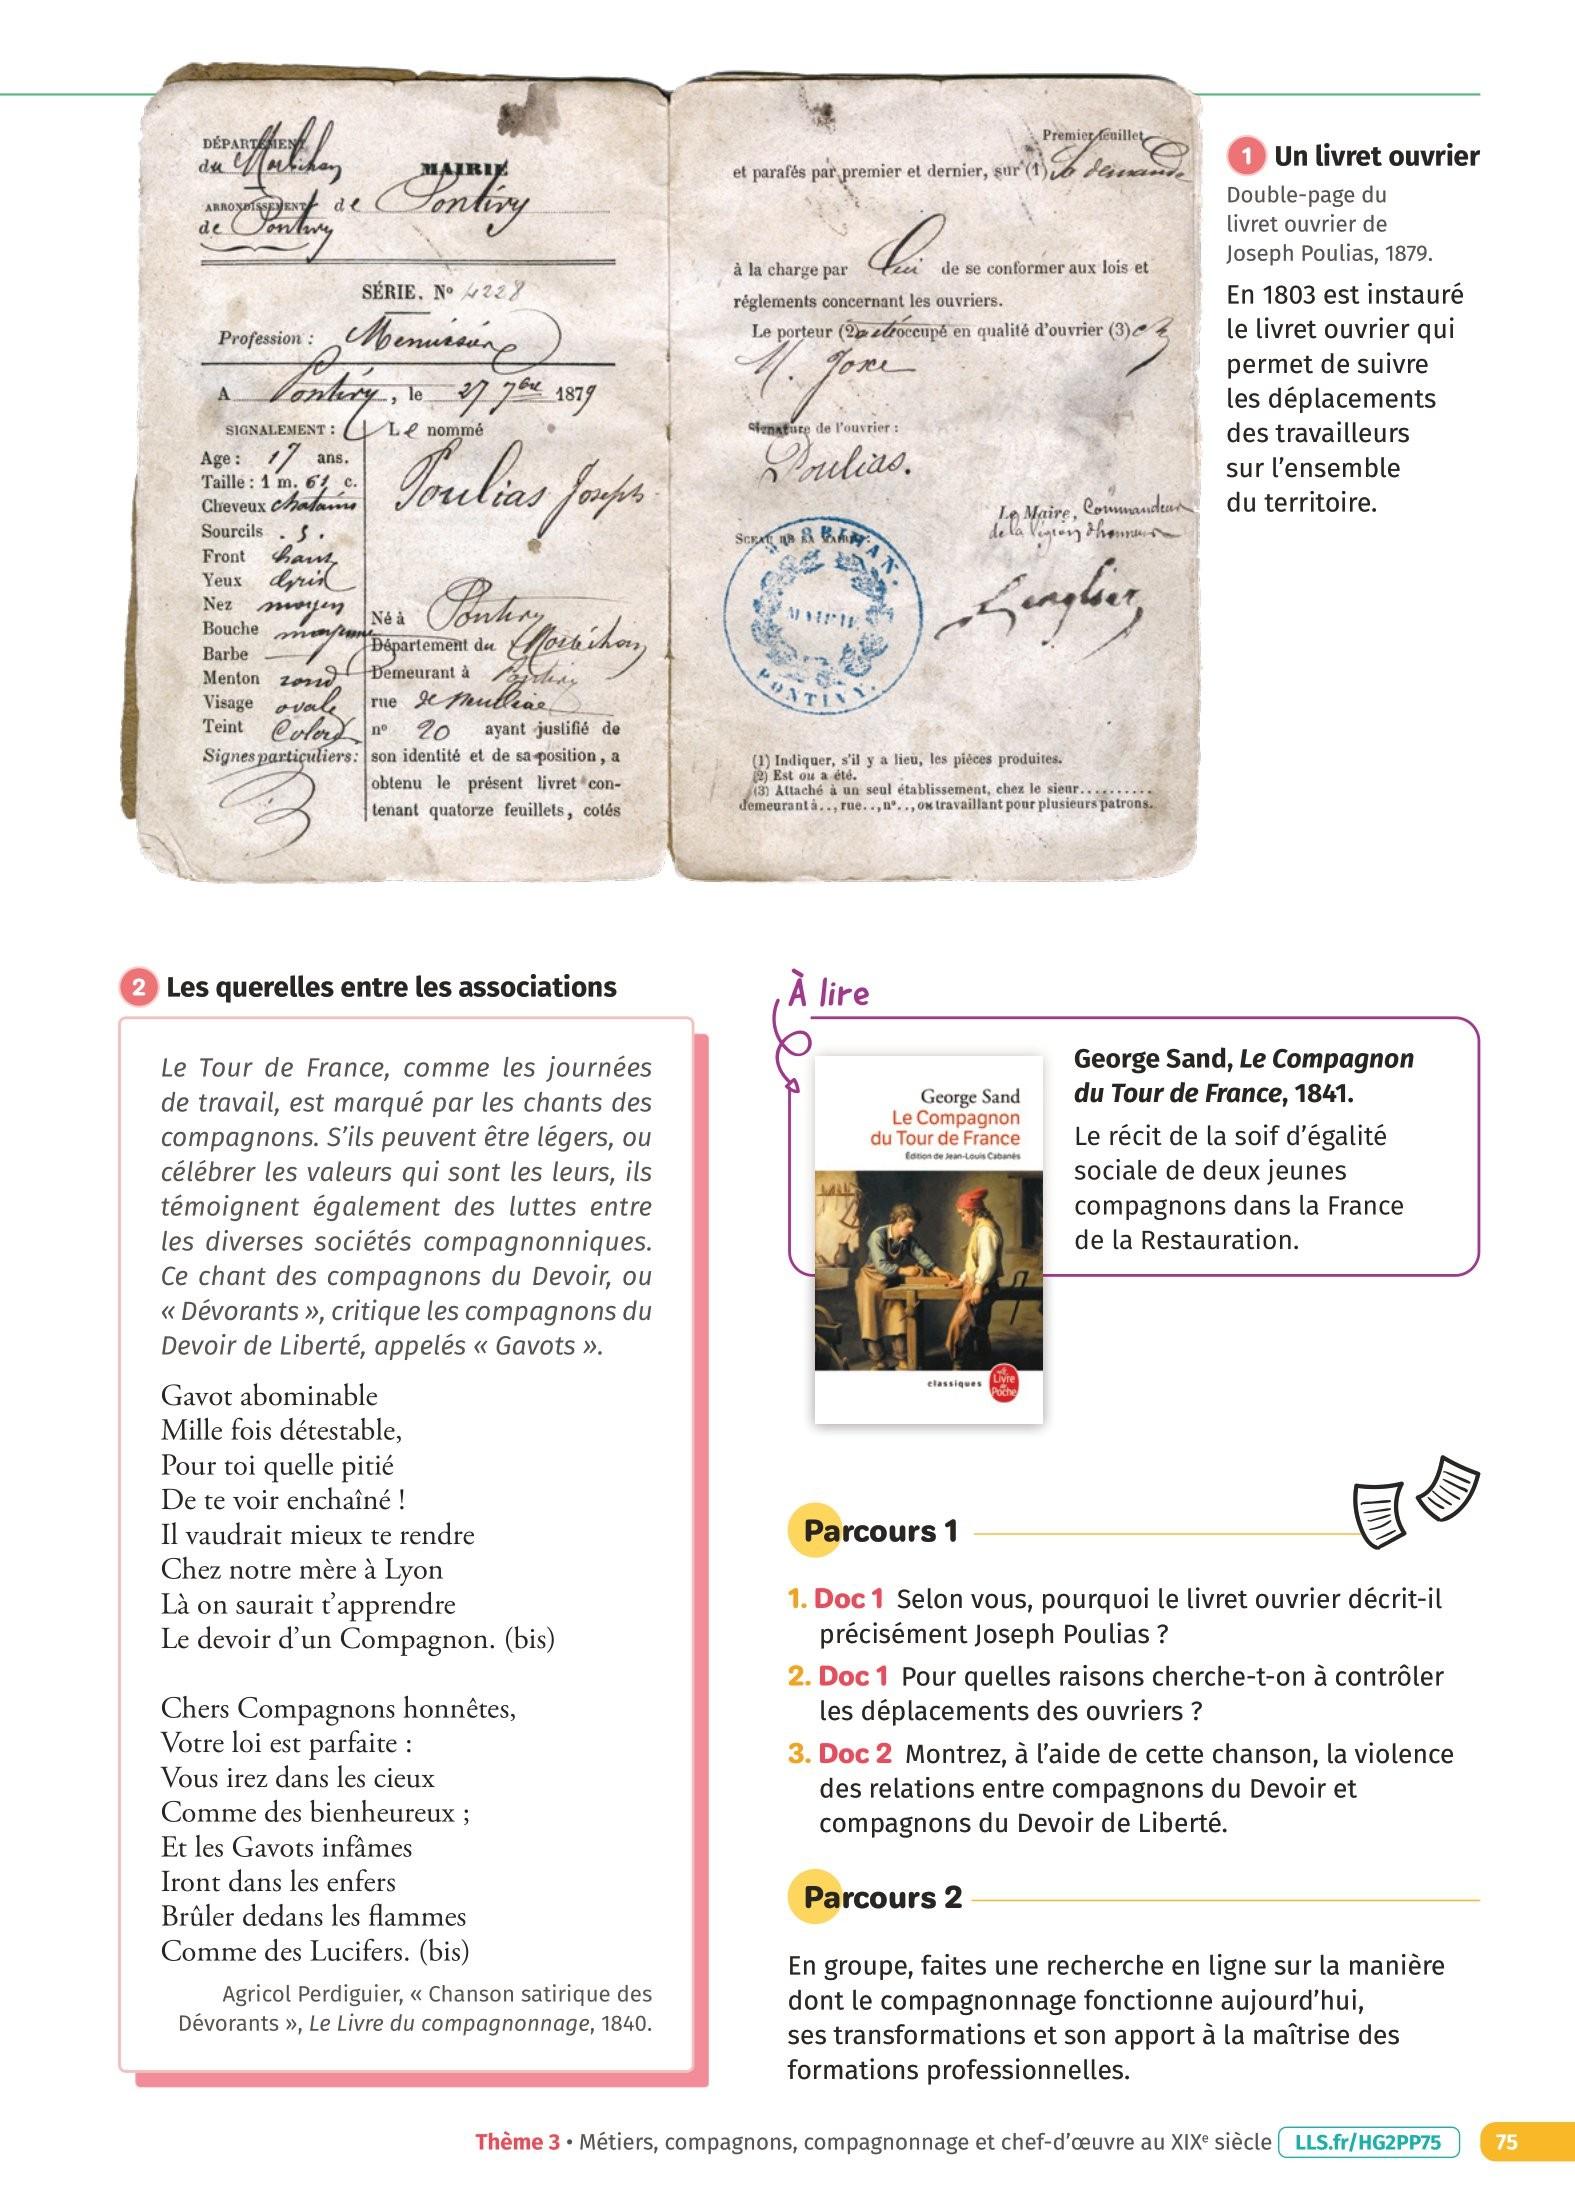 DÉPARTEMENT
du Morbihan
ARRONDISSEMENT
de Pontivy
MAIRIE
de Pontivy
SÉRIE. Nº 4228
Profession : Menuisier
A Pontivy, le 27 7bre 1879
SIGNALEMENT :
Age : 17 ans.
Taille : 1 m. 61 c.
Cheveux chatains
Sourcils . s .
Front haut
Yeux Gris
Nez moyen
Bouche moyenne
Barbe
Menton rond
Visage ovale
Teint Coloré
Signes particuliers :
Le nommé
Poulias Joseph
Né à Pontivy
Département du Morbihan
Demeurant à Pontivy
rue de
nº 20 ayant justifié de
son identité et de sa position, a
obtenu le présent livret con-
tenant quatorze feuillets, cotés
Premier feuillet
et parafés par premier et dernier, sur (1) Sa demande
à la charge par Lui de se conformer aux lois et
réglements concernant les ouvriers.
Le porteur (2) a été occupé en qualité d'ouvrier (3) chez
M. Joxe
Signature de l'ouvrier :
Poulias.
Le Maire, Commandeur
de la Légion d'honneur
SCEAU DE LA MAIRIE.
MORBIHAN.
MAIRIE
PONTIVY.
(1) Indiquer, s'il y a lieu, les pièces produites.
(2) Est ou a été.
(3) Attaché à un seul établissement, chez le sieur..........
demeurant à.., rue.., nº.., ou travaillant pour plusieurs patrons.
1 Un livret ouvrier
Double-page du
livret ouvrier de
Joseph Poulias, 1879.
En 1803 est instauré
le livret ouvrier qui
permet de suivre
les déplacements
des travailleurs
sur l'ensemble
du territoire.
2 Les querelles entre les associations
Le Tour de France, comme les journées
de travail, est marqué par les chants des
compagnons. S'ils peuvent être légers, ou
célébrer les valeurs qui sont les leurs, ils
témoignent également des luttes entre
les diverses sociétés compagnonniques.
Ce chant des compagnons du Devoir, ou
« Dévorants », critique les compagnons du
Devoir de Liberté, appelés « Gavots ».
Gavot abominable
Mille fois détestable,
Pour toi quelle pitié
De te voir enchaîné !
Il vaudrait mieux te rendre
Chez notre mère à Lyon
Là on saurait t'apprendre
Le devoir d'un Compagnon. (bis)
Chers Compagnons honnêtes,
Votre loi est parfaite :
Vous irez dans les cieux
Comme des bienheureux ;
Et les Gavots infâmes
Iront dans les enfers
Brûler dedans les flammes
Comme des Lucifers. (bis)
Agricol Perdiguier, « Chanson satirique des
Dévorants », Le Livre du compagnonnage, 1840.
À lire
George Sand
Le Compagnon
du Tour de France
Édition de Jean-Louis Cabanès
classiques
Le Livre de Poche
George Sand, Le Compagnon
du Tour de France, 1841.
Le récit de la soif d'égalité
sociale de deux jeunes
compagnons dans la France
de la Restauration.
Parcours 1
1. Doc 1 Selon vous, pourquoi le livret ouvrier décrit-il
précisément Joseph Poulias ?
2. Doc 1 Pour quelles raisons cherche-t-on à contrôler
les déplacements des ouvriers ?
3. Doc 2 Montrez, à l'aide de cette chanson, la violence
des relations entre compagnons du Devoir et
compagnons du Devoir de Liberté.
Parcours 2
En groupe, faites une recherche en ligne sur la manière
dont le compagnonnage fonctionne aujourd'hui,
ses transformations et son apport à la maîtrise des
formations professionnelles.
Thème 3 • Métiers, compagnons, compagnonnage et chef-d'œuvre au XIXe siècle LLS.fr/HG2PP75 75